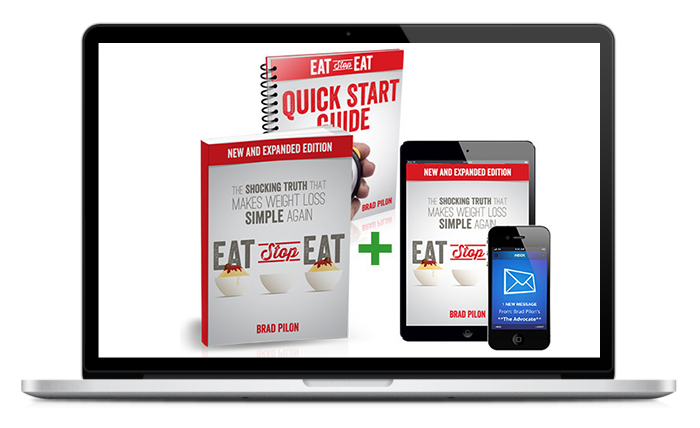 EAT Stop EAT
QUICK START
GUIDE
BRAD PILON
NEW AND EXPANDED EDITION
THE SHOCKING TRUTH THAT
MAKES WEIGHT LOSS
SIMPLE AGAIN
EAT Stop EAT
BRAD PILON
NEW AND EXPANDED EDITION
THE SHOCKING TRUTH THAT
MAKES WEIGHT LOSS
SIMPLE AGAIN
EAT Stop
BRAD PILON
INBOX
1 NEW MESSAGE
From: Brad Pilon's
**The Advocate**